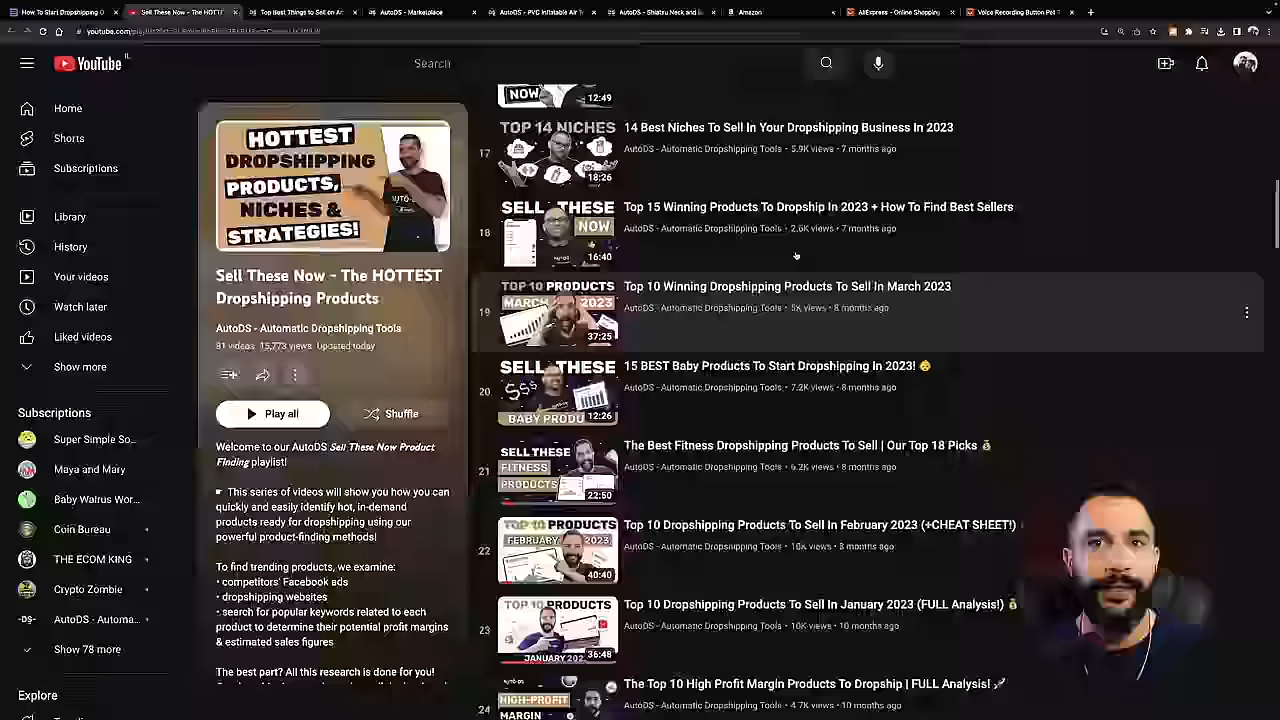 How To Start Dropshipping O
Sell These Now - The HOTT
Top Best Things to Sell on Am
AutoDS - Marketplace
AutoDS - PVC Inflatable Air
AutoDS - Shiatsu Neck and
Amazon
AliExpress - Online Shopping
Voice Recording Button Pet
YouTube IL
Search
Home
Shorts
Subscriptions
Library
History
Your videos
Watch later
Liked videos
Show more
Subscriptions
Super Simple So...
Maya and Mary
Baby Walrus Wor...
Coin Bureau
THE ECOM KING
Crypto Zombie
-DS- AutoDS - Automa...
Show 78 more
Explore
HOTTEST
DROPSHIPPING
PRODUCTS,
NICHES &
STRATEGIES!
Sell These Now - The HOTTEST
Dropshipping Products
AutoDS - Automatic Dropshipping Tools
81 videos 15,773 views Updated today
Play all
Shuffle
Welcome to our AutoDS Sell These Now Product
Finding playlist!
This series of videos will show you how you can
quickly and easily identify hot, in-demand
products ready for dropshipping using our
powerful product-finding methods!
To find trending products, we examine:
• competitors' Facebook ads
• dropshipping websites
• search for popular keywords related to each
product to determine their potential profit margins
& estimated sales figures
The best part? All this research is done for you!
NOW
12:49
17
TOP 14 NICHES
18:26
14 Best Niches To Sell In Your Dropshipping Business In 2023
AutoDS - Automatic Dropshipping Tools • 5.9K views • 7 months ago
18
SELL THESE
NOW
16:40
Top 15 Winning Products To Dropship In 2023 + How To Find Best Sellers
AutoDS - Automatic Dropshipping Tools • 2.6K views • 7 months ago
19
TOP 10 PRODUCTS
MARCH 2023
37:25
Top 10 Winning Dropshipping Products To Sell In March 2023
AutoDS - Automatic Dropshipping Tools • 5K views • 8 months ago
20
SELL THESE
$$$
BABY PRODU
12:26
15 BEST Baby Products To Start Dropshipping In 2023! 👶
AutoDS - Automatic Dropshipping Tools • 7.2K views • 8 months ago
21
SELL THESE
FITNESS
PRODUCTS
22:50
The Best Fitness Dropshipping Products To Sell | Our Top 18 Picks 💰
AutoDS - Automatic Dropshipping Tools • 6.2K views • 8 months ago
22
TOP 10 PRODUCTS
FEBRUARY 2023
40:40
Top 10 Dropshipping Products To Sell In February 2023 (+CHEAT SHEET!)
AutoDS - Automatic Dropshipping Tools • 16K views • 8 months ago
23
TOP 10 PRODUCTS
JANUARY 202
36:48
Top 10 Dropshipping Products To Sell In January 2023 (FULL Analysis!) 💰
AutoDS - Automatic Dropshipping Tools • 10K views • 10 months ago
24
HIGH-PROFIT
MARGIN
The Top 10 High Profit Margin Products To Dropship | FULL Analysis! 🚀
AutoDS - Automatic Dropshipping Tools • 4.7K views • 10 months ago